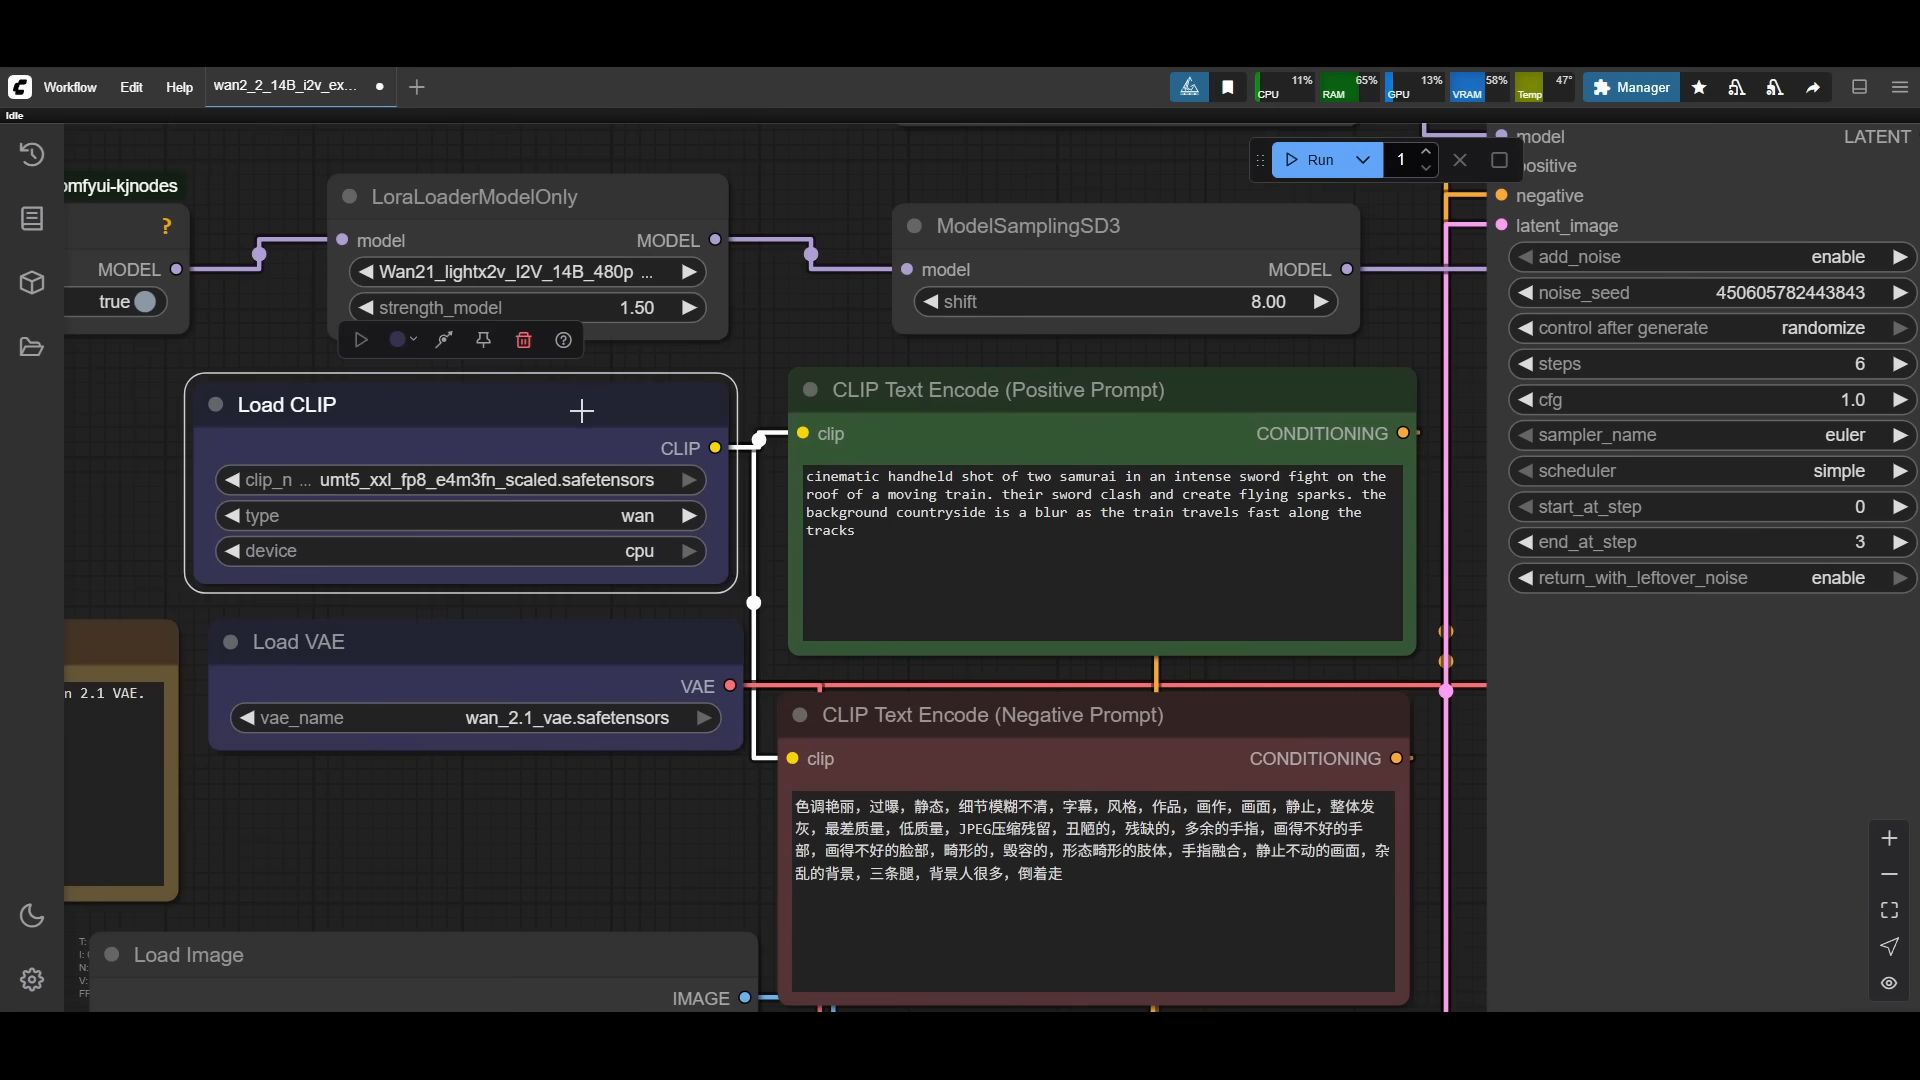 Workflow Edit Help wan2_2_14B_i2v_ex...
CPU 11% RAM 65% GPU 13% VRAM 58% Temp 47° Manager
Idle
Run 1
omfyui-kjnodes
?
MODEL
true
LoraLoaderModelOnly
model MODEL
Wan21_lightx2v_I2V_14B_480p ...
strength_model 1.50
ModelSamplingSD3
model MODEL
shift 8.00
Load CLIP
CLIP
clip_n ... umt5_xxl_fp8_e4m3fn_scaled.safetensors
type wan
device cpu
CLIP Text Encode (Positive Prompt)
clip CONDITIONING
cinematic handheld shot of two samurai in an intense sword fight on the
roof of a moving train. their sword clash and create flying sparks. the
background countryside is a blur as the train travels fast along the
tracks
n 2.1 VAE.
Load VAE
VAE
vae_name wan_2.1_vae.safetensors
CLIP Text Encode (Negative Prompt)
clip CONDITIONING
色调艳丽，过曝，静态，细节模糊不清，字幕，风格，作品，画作，画面，静止，整体发
灰，最差质量，低质量，JPEG压缩残留，丑陋的，残缺的，多余的手指，画得不好的手
部，画得不好的脸部，畸形的，毁容的，形态畸形的肢体，手指融合，静止不动的画面，杂
乱的背景，三条腿，背景人很多，倒着走
T:
I:
N:
V:
Load Image
IMAGE
model LATENT
positive
negative
latent_image
add_noise enable
noise_seed 450605782443843
control after generate randomize
steps 6
cfg 1.0
sampler_name euler
scheduler simple
start_at_step 0
end_at_step 3
return_with_leftover_noise enable